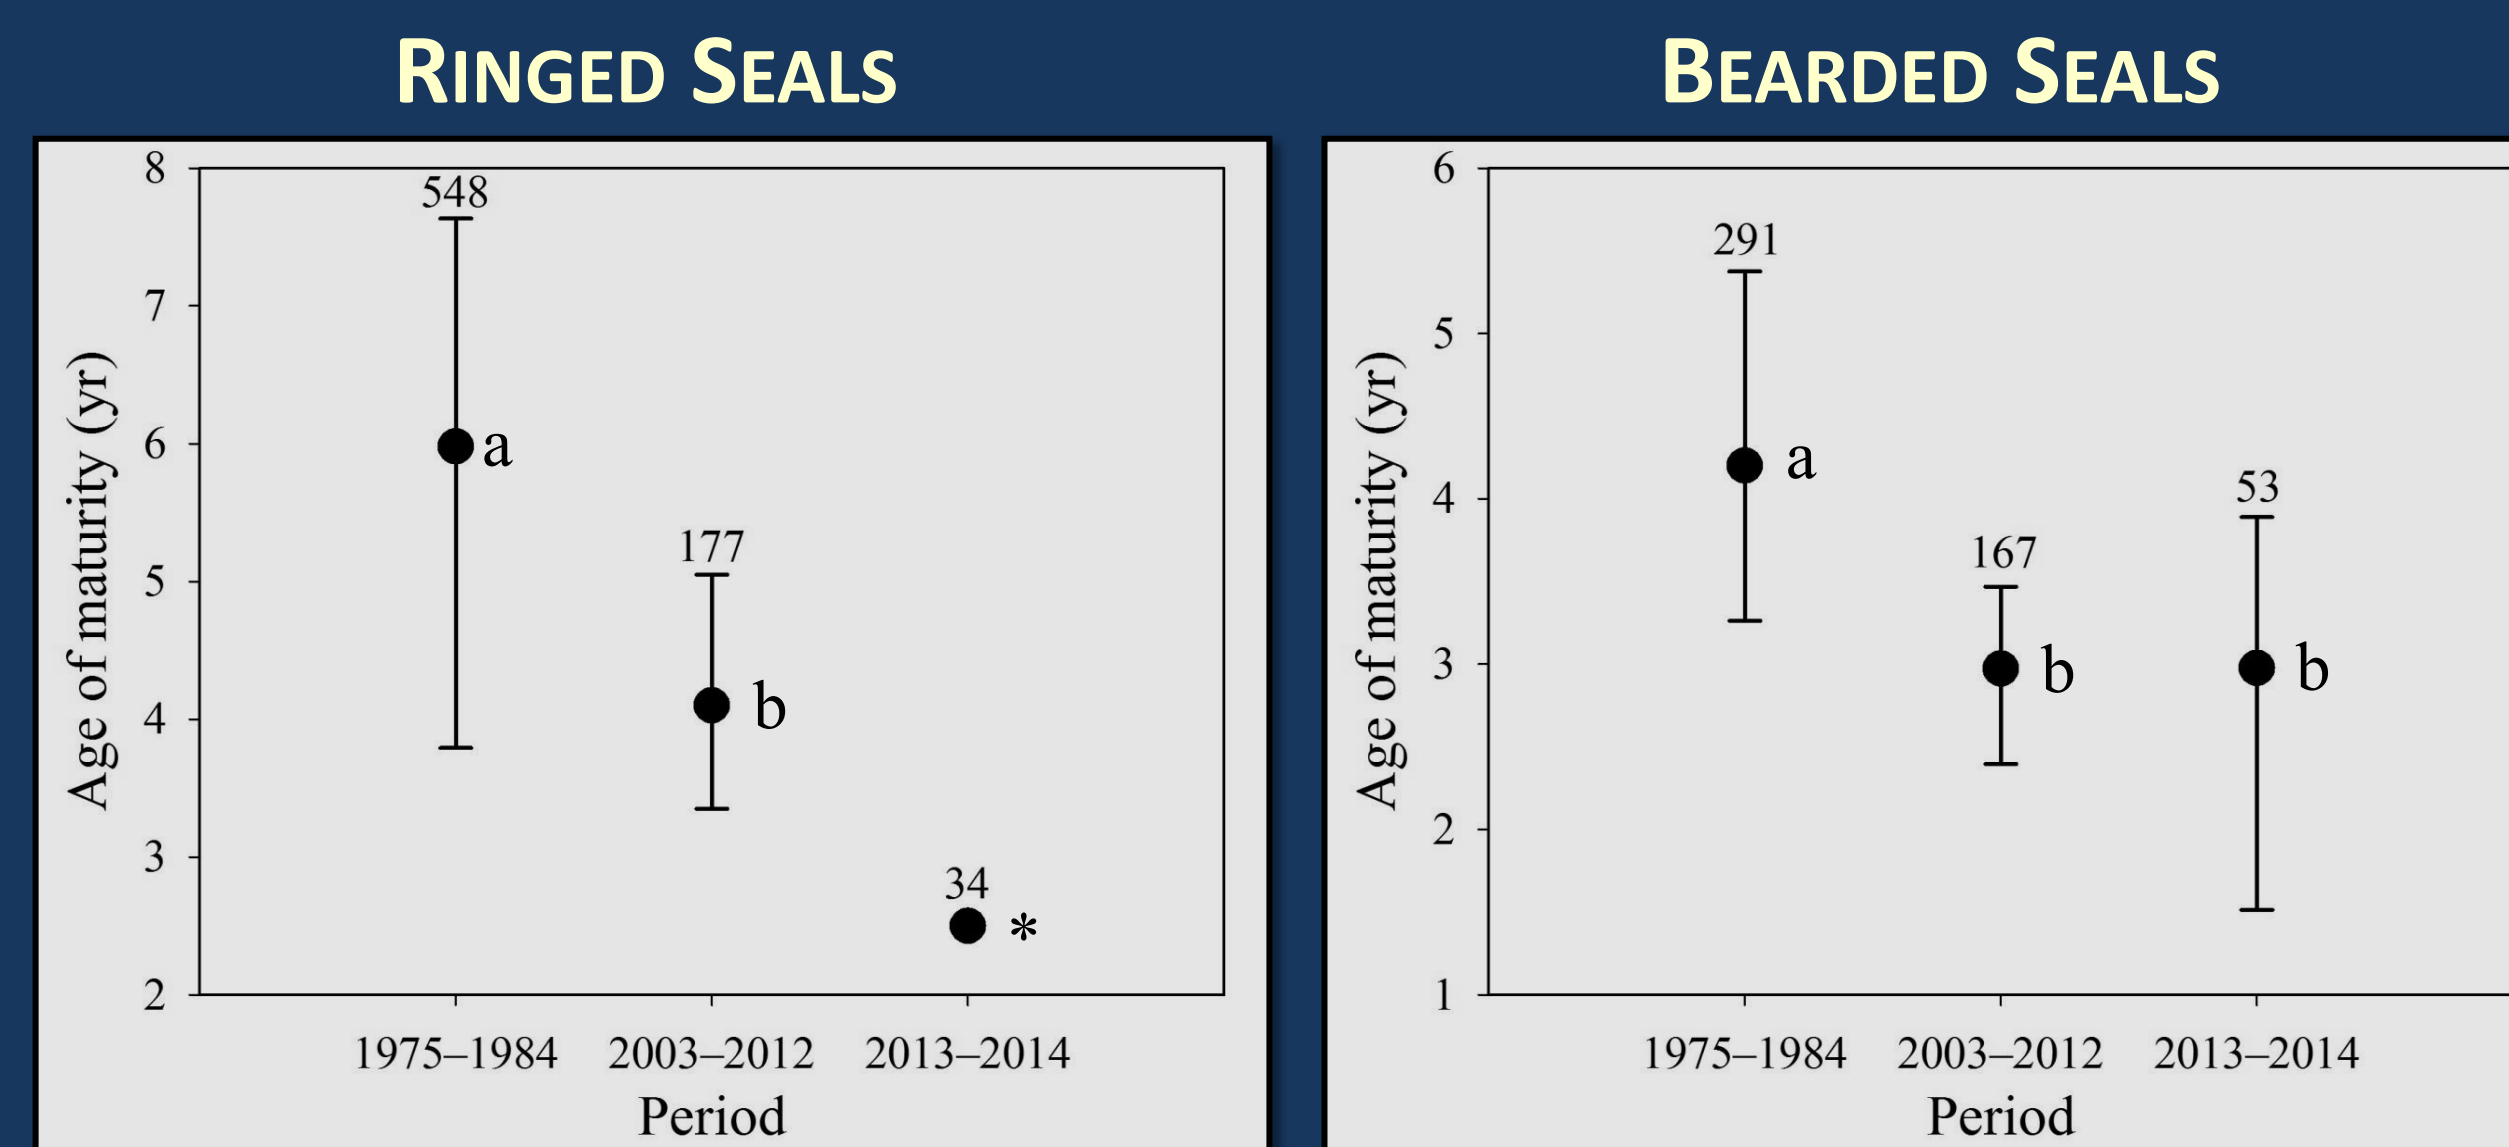 RINGED SEALS
8
7
6
5
4
3
2
Age of maturity (yr)
548
a
177
b
34
*
1975–1984 2003–2012 2013–2014
Period
BEARDED SEALS
6
5
4
3
2
1
Age of maturity (yr)
291
a
167
b
53
b
1975–1984 2003–2012 2013–2014
Period